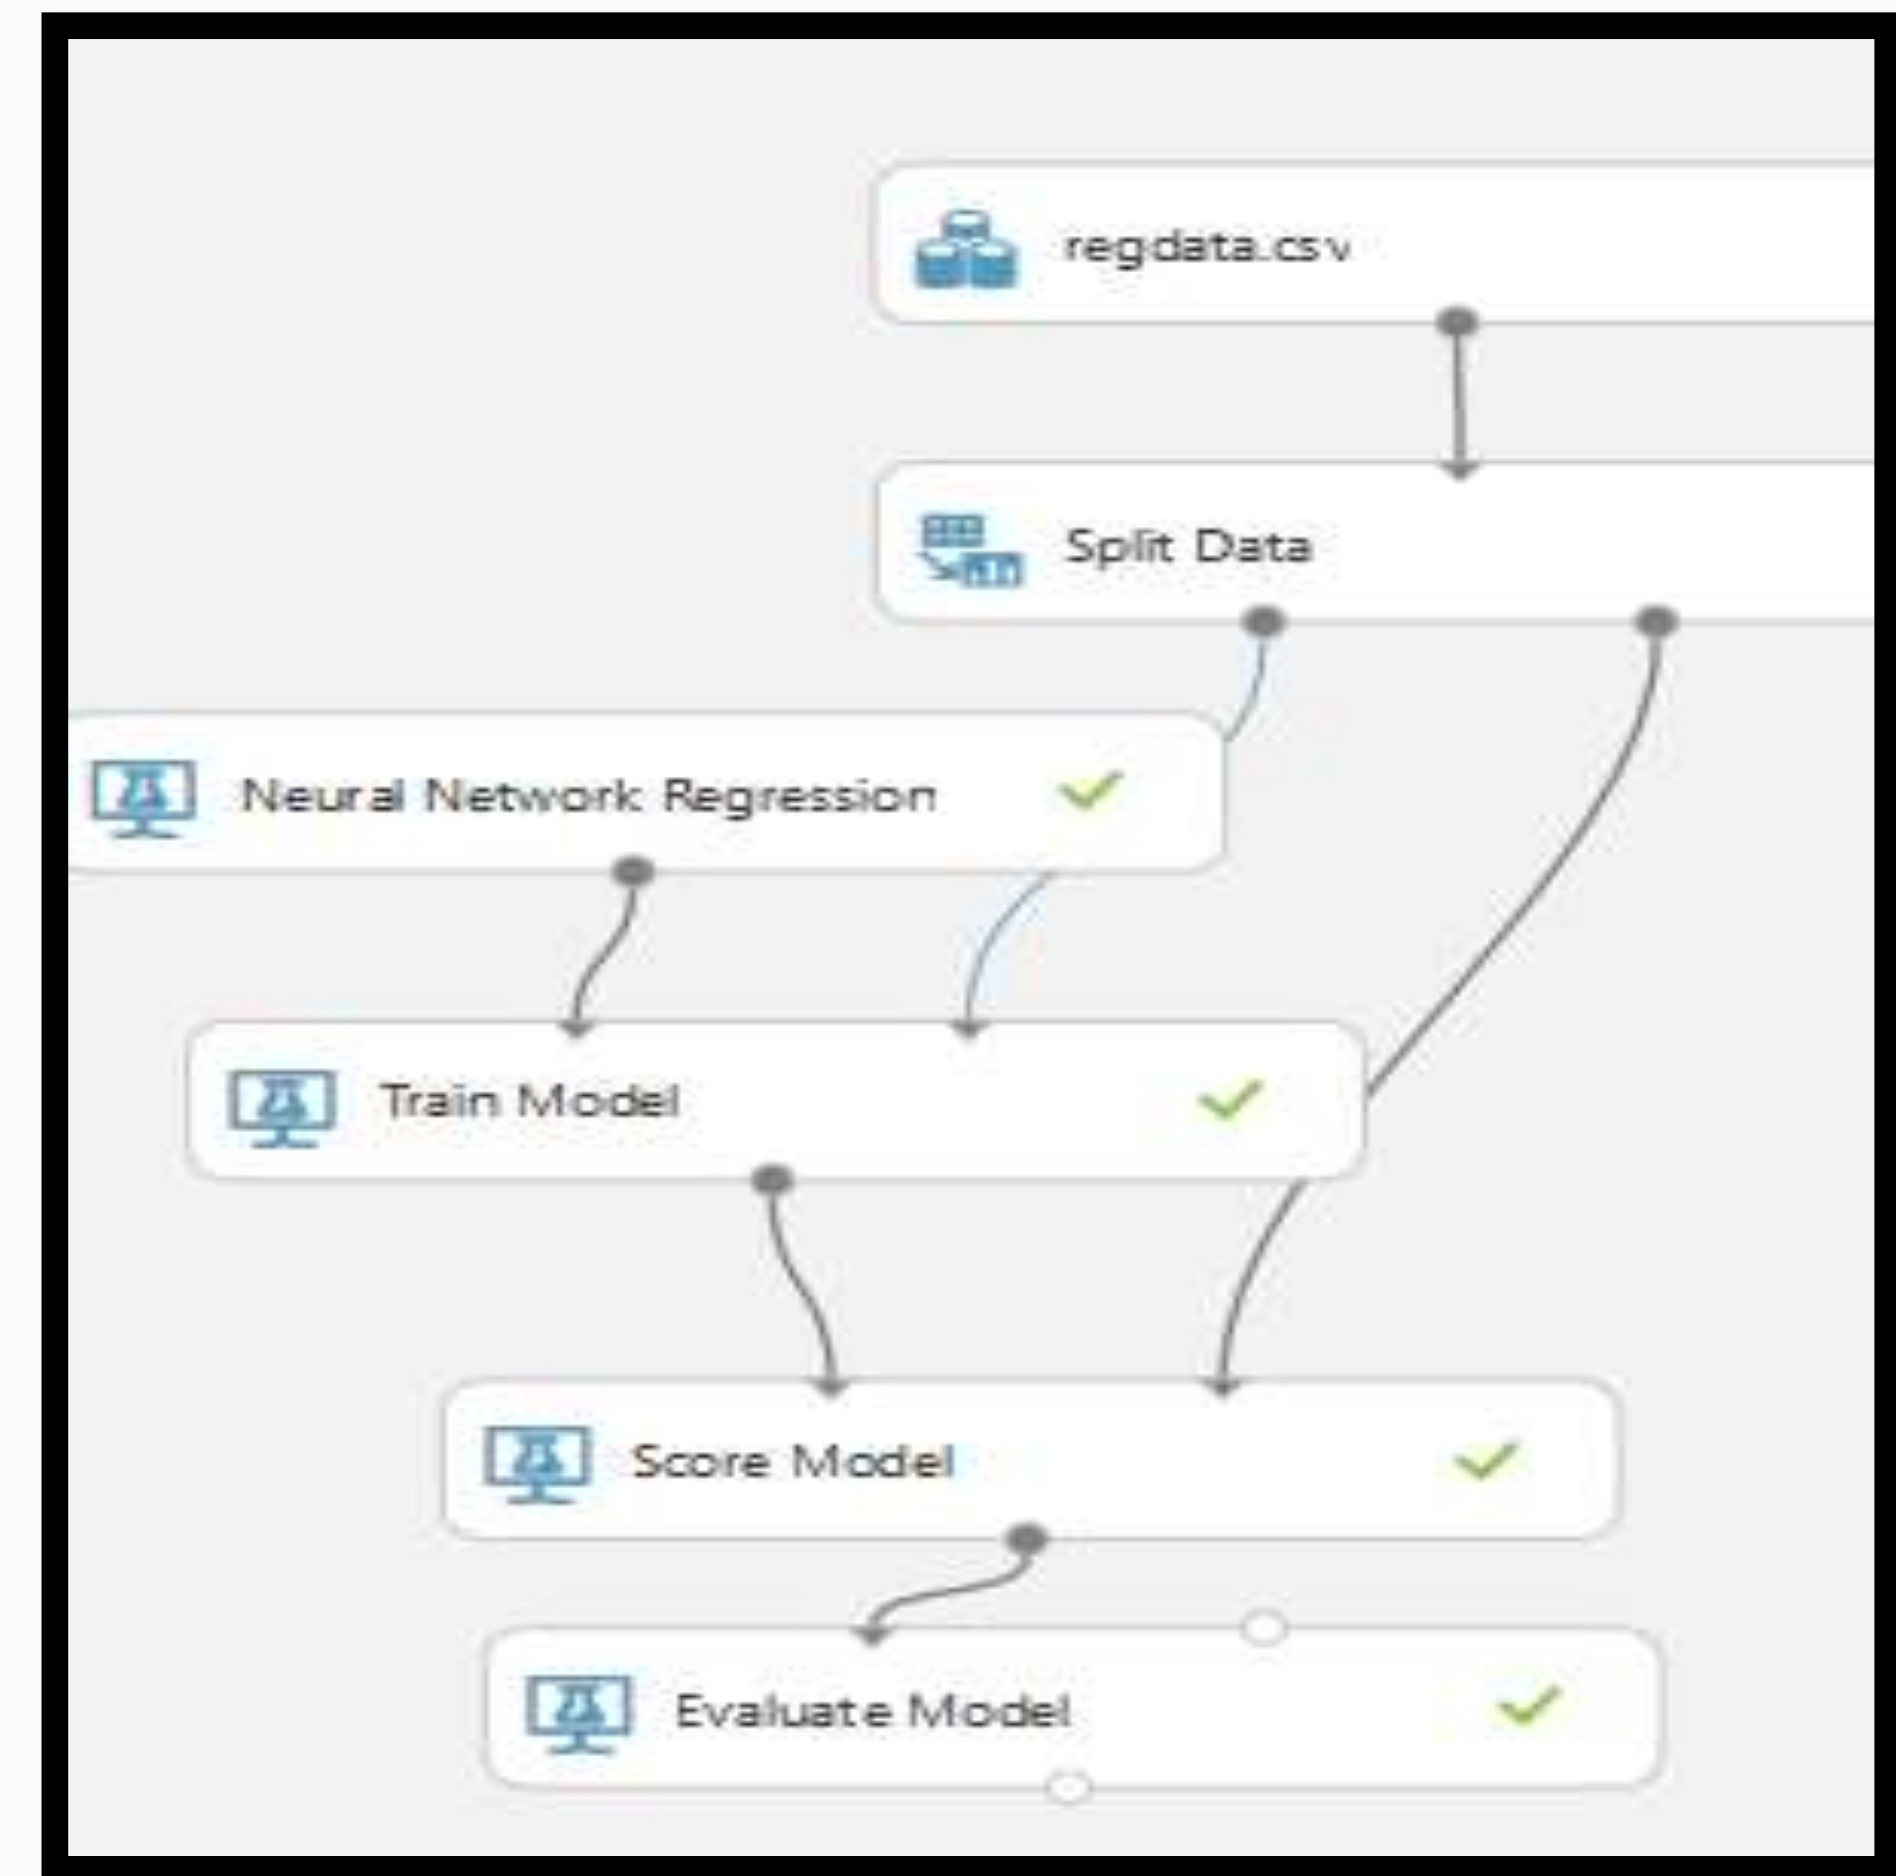 regdata.csv
Split Data
Neural Network Regression
Train Model
Score Model
Evaluate Model